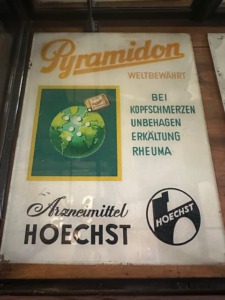 Pyramidon
WELTBEWÄHRT
BEI
KOPFSCHMERZEN
UNBEHAGEN
ERKÄLTUNG
RHEUMA
Arzneimittel
HOECHST
HOECHST